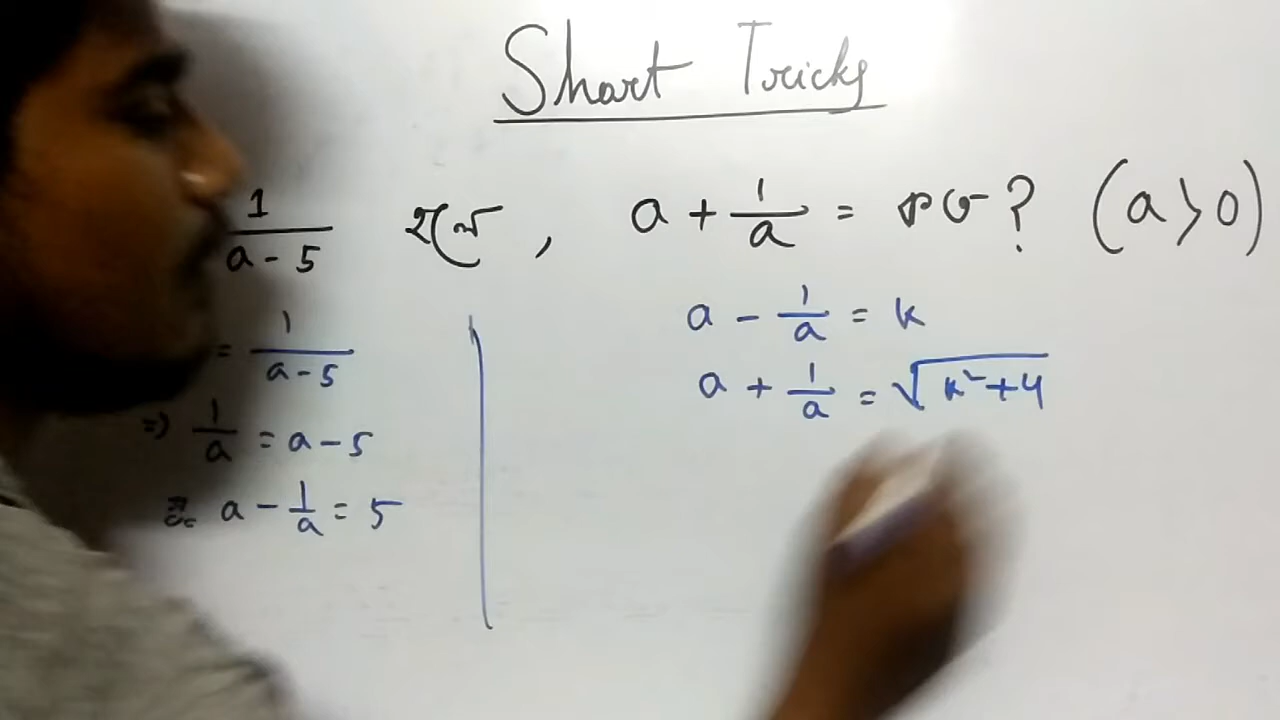 Short Tricks
1/(a-5) হলে, a + 1/a = কত? (a>0)
= 1/(a-5)
=> 1/a = a-5
∴ a - 1/a = 5
a - 1/a = k
a + 1/a = √(k²+4)